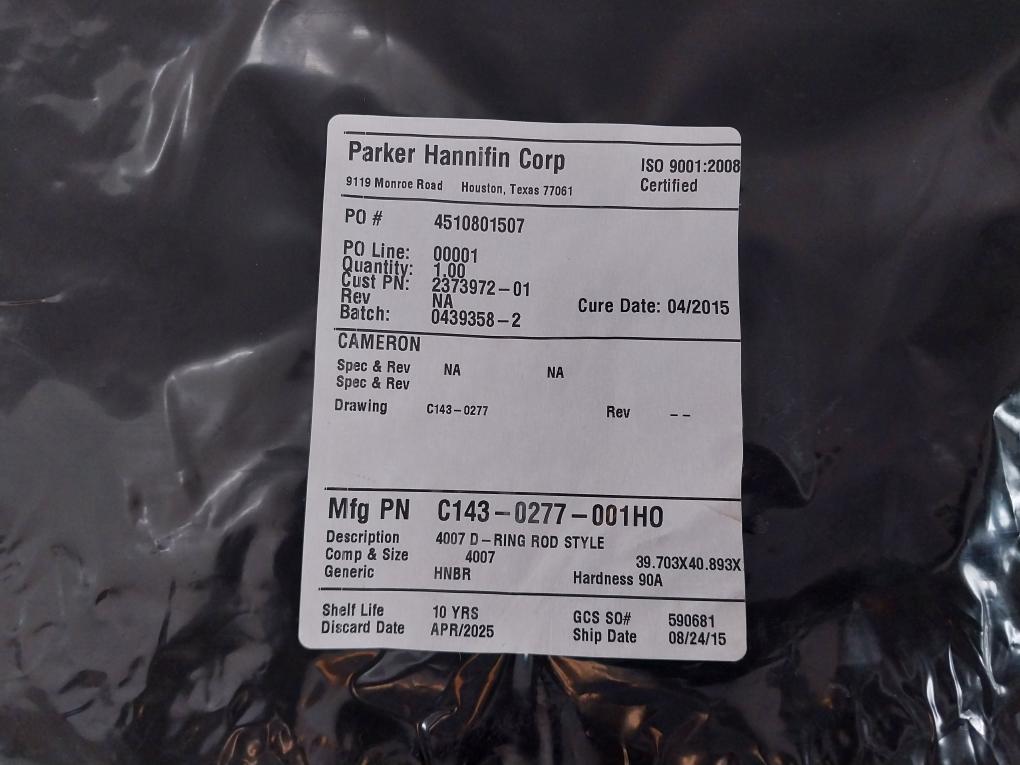 Parker Hannifin Corp ISO 9001:2008
9119 Monroe Road Houston, Texas 77061 Certified
PO # 4510801507
PO Line: 00001
Quantity: 1.00
Cust PN: 2373972-01
Rev NA Cure Date: 04/2015
Batch: 0439358-2
CAMERON
Spec & Rev NA NA
Spec & Rev
Drawing C143-0277 Rev --
Mfg PN C143-0277-001HO
Description 4007 D-RING ROD STYLE
Comp & Size 4007 39.703X40.893X
Generic HNBR Hardness 90A
Shelf Life 10 YRS GCS SO# 590681
Discard Date APR/2025 Ship Date 08/24/15